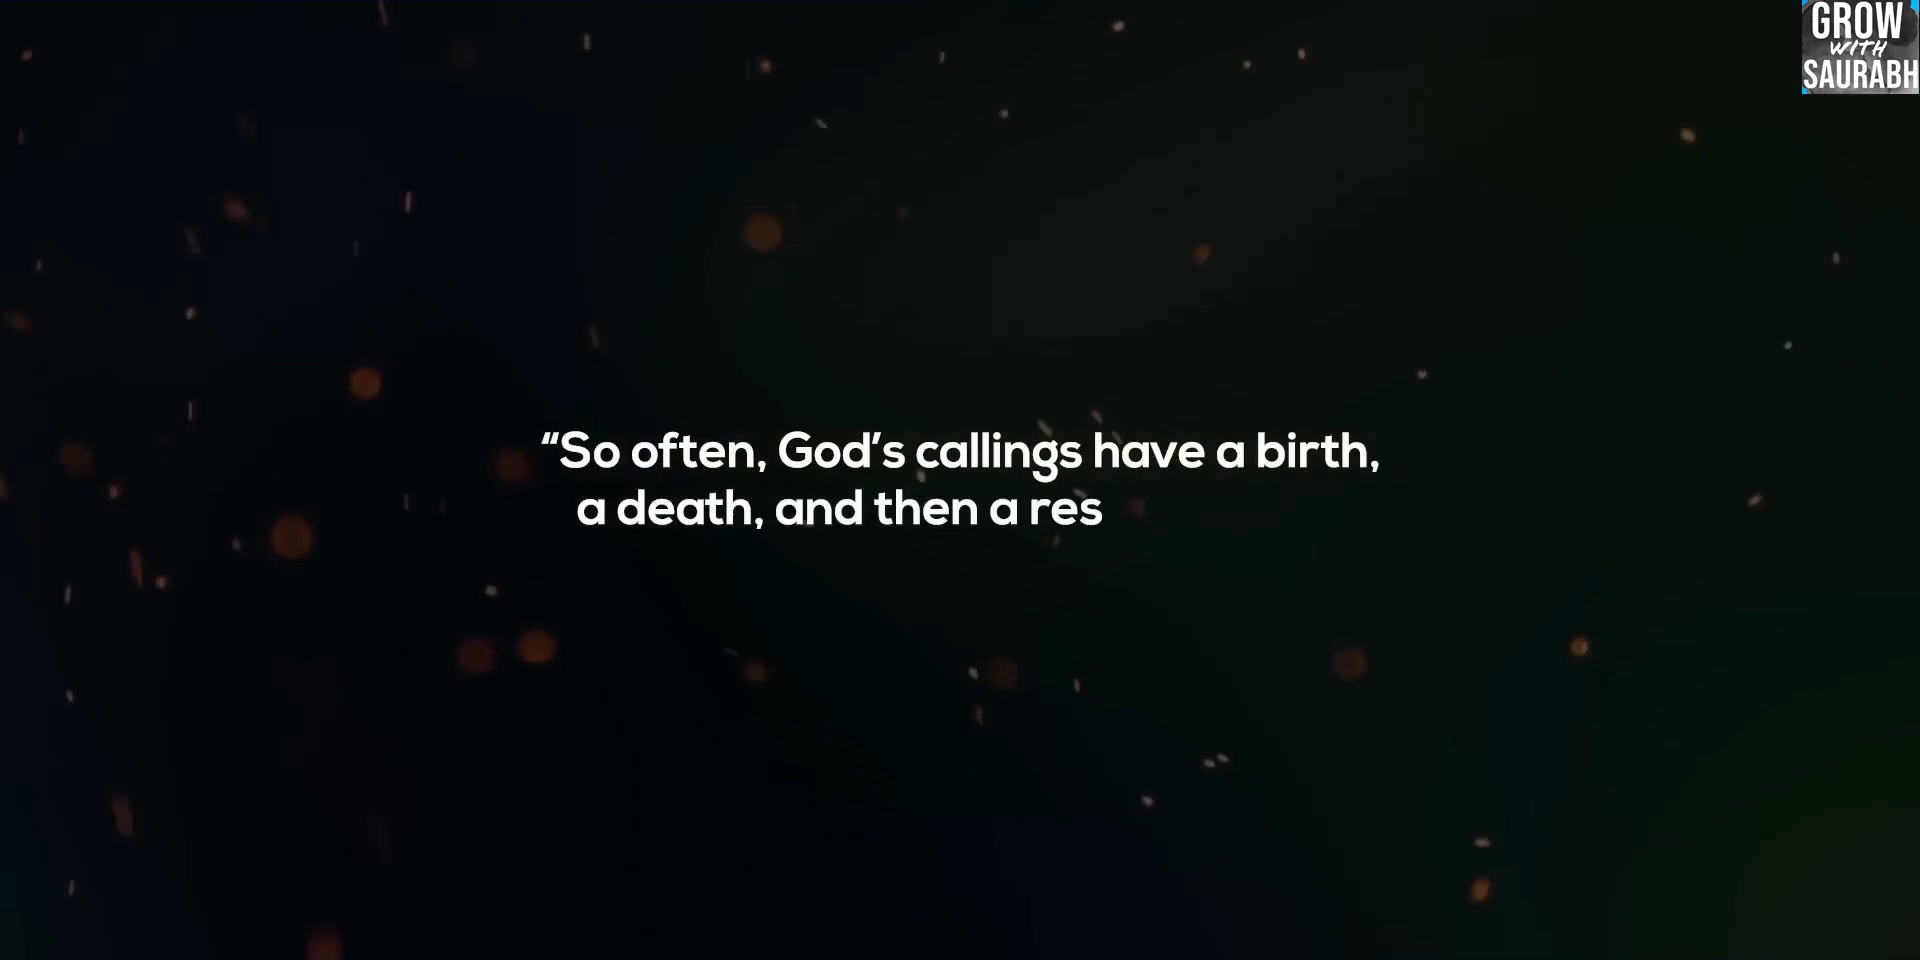 GROW
WITH
SAURABH
“So often, God’s callings have a birth,
a death, and then a res